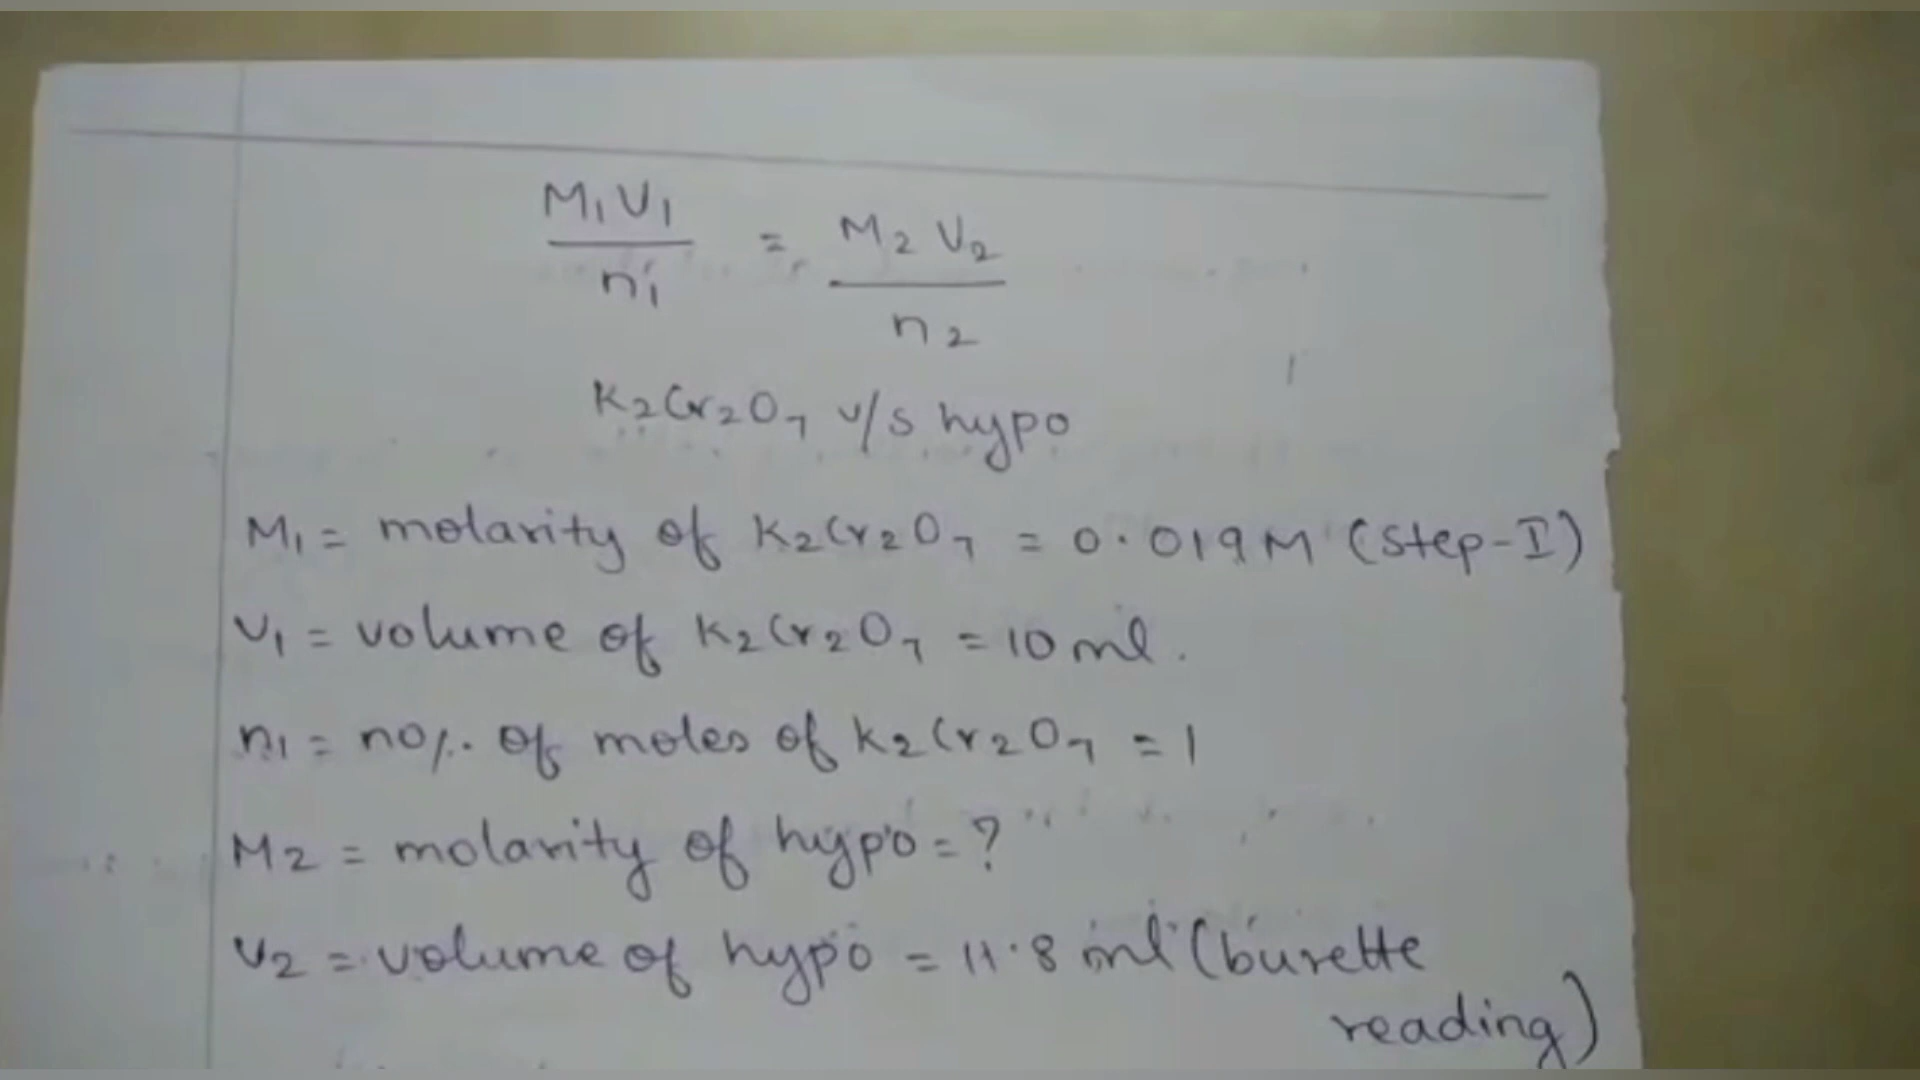 M₁V₁ / n₁ = M₂V₂ / n₂
K₂Cr₂O₇ v/s hypo
M₁ = molarity of K₂Cr₂O₇ = 0.019M (Step-I)
V₁ = volume of K₂Cr₂O₇ = 10 ml.
n₁ = no/. of moles of K₂Cr₂O₇ = 1
M₂ = molarity of hypo = ?
V₂ = volume of hypo = 11.8 ml (burette
reading)